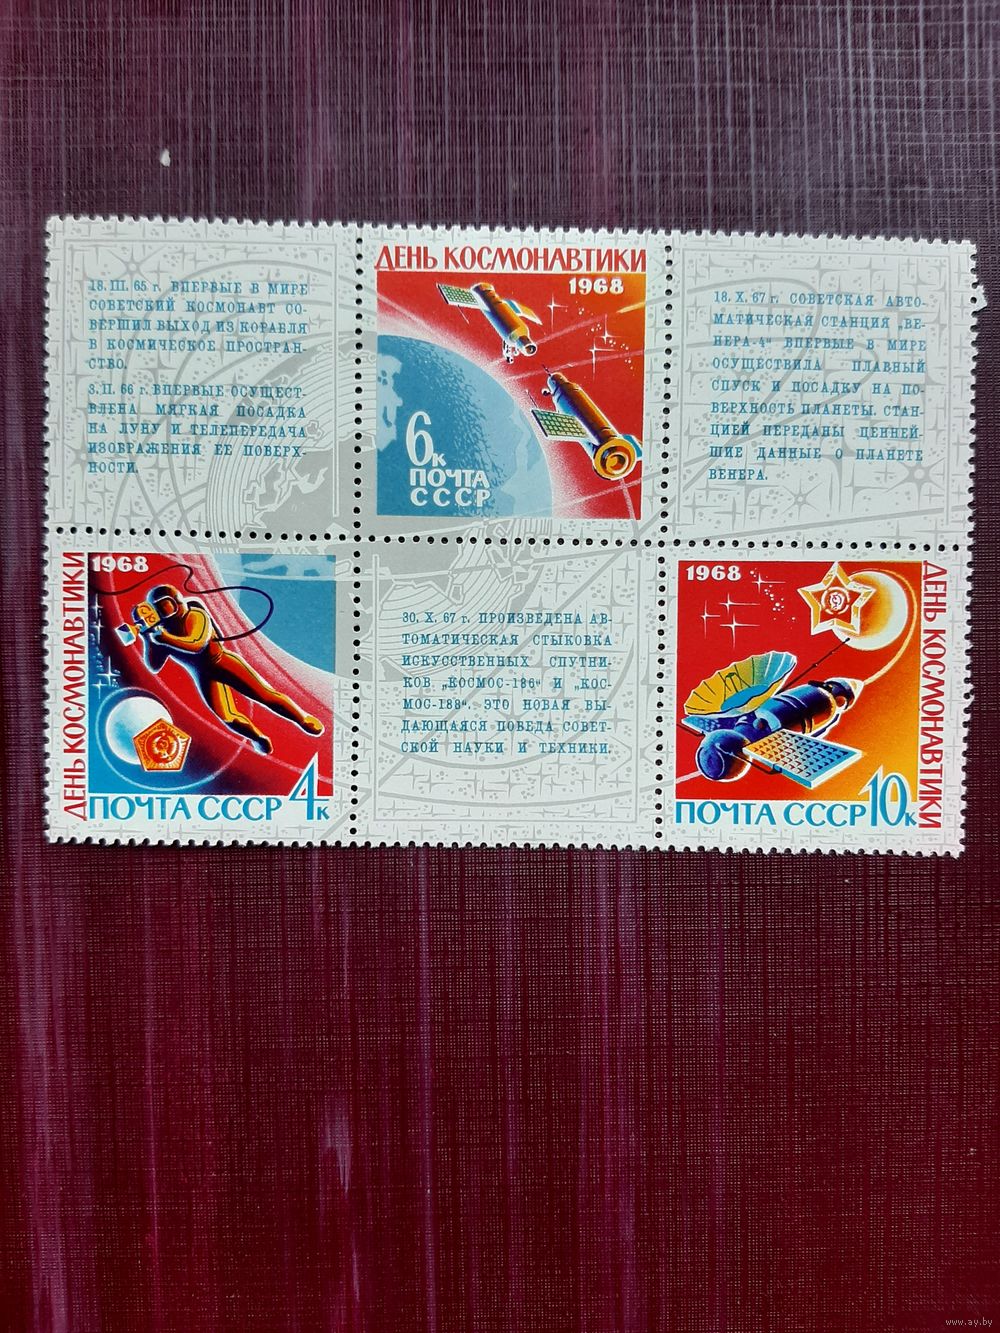 18. III. 65 г. ВПЕРВЫЕ В МИРЕ
СОВЕТСКИЙ КОСМОНАВТ СО-
ВЕРШИЛ ВЫХОД ИЗ КОРАБЛЯ
В КОСМИЧЕСКОЕ ПРОСТРАН-
СТВО.
3. II. 66 г. ВПЕРВЫЕ ОСУЩЕСТ-
ВЛЕНА МЯГКАЯ ПОСАДКА
НА ЛУНУ И ТЕЛЕПЕРЕДАЧА
ИЗОБРАЖЕНИЯ ЕЕ ПОВЕРХ-
НОСТИ.
ДЕНЬ КОСМОНАВТИКИ
1968
6к
ПОЧТА
СССР
18. X. 67 г. СОВЕТСКАЯ АВТО-
МАТИЧЕСКАЯ СТАНЦИЯ „ВЕ-
НЕРА-4“ ВПЕРВЫЕ В МИРЕ
ОСУЩЕСТВИЛА ПЛАВНЫЙ
СПУСК И ПОСАДКУ НА ПО-
ВЕРХНОСТЬ ПЛАНЕТЫ. СТАН-
ЦИЕЙ ПЕРЕДАНЫ ЦЕННЕЙ-
ШИЕ ДАННЫЕ О ПЛАНЕТЕ
ВЕНЕРА.
ДЕНЬ КОСМОНАВТИКИ
1968
ПОЧТА СССР 4к
30. X. 67 г. ПРОИЗВЕДЕНА АВ-
ТОМАТИЧЕСКАЯ СТЫКОВКА
ИСКУССТВЕННЫХ СПУТНИ-
КОВ „КОСМОС-186“ И „КОС-
МОС-188“. ЭТО НОВАЯ ВЫ-
ДАЮЩАЯСЯ ПОБЕДА СОВЕТ-
СКОЙ НАУКИ И ТЕХНИКИ.
1968
ДЕНЬ КОСМОНАВТИКИ
ПОЧТА СССР 10к
www.ay.by